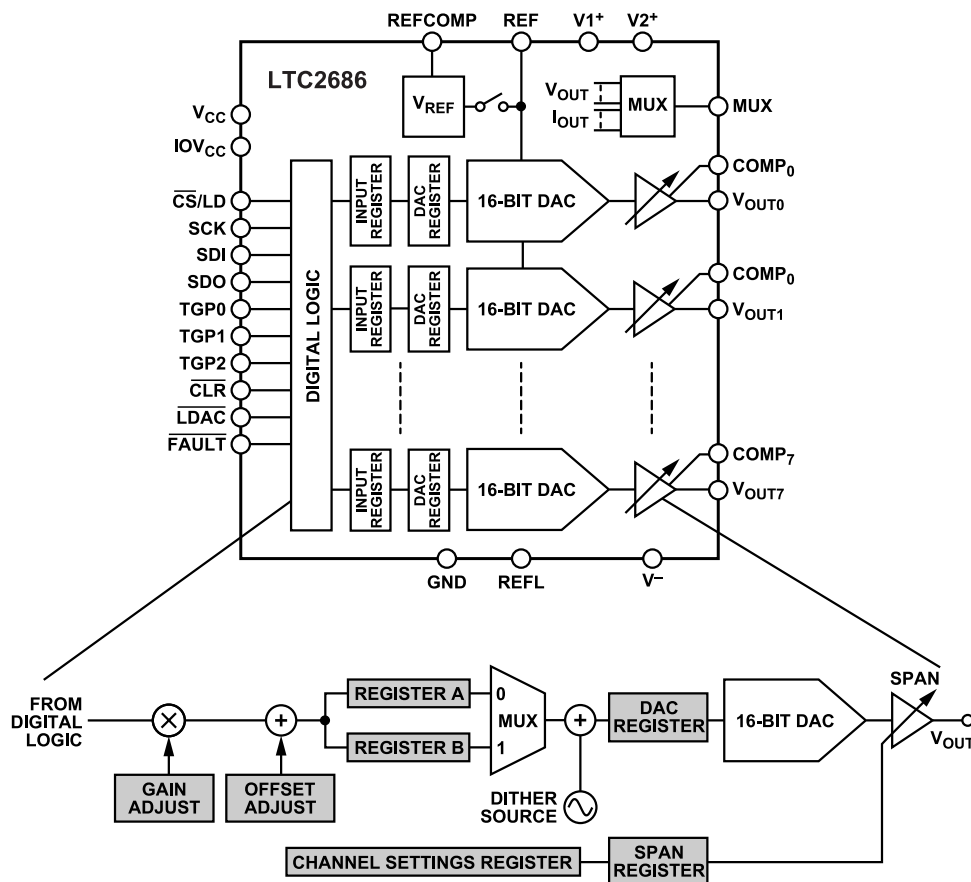 REFCOMP REF V1+ V2+
LTC2686
VCC
IOVCC
CS/LD
SCK
SDI
SDO
TGP0
TGP1
TGP2
CLR
LDAC
FAULT
DIGITAL LOGIC
VREF
VOUT
IOUT
MUX
MUX
INPUT
REGISTER
DAC
REGISTER
16-BIT DAC
COMP0
VOUT0
INPUT
REGISTER
DAC
REGISTER
16-BIT DAC
COMP0
VOUT1
INPUT
REGISTER
DAC
REGISTER
16-BIT DAC
COMP7
VOUT7
GND REFL V–
FROM
DIGITAL
LOGIC
GAIN
ADJUST
OFFSET
ADJUST
REGISTER A
REGISTER B
0
MUX
1
DITHER
SOURCE
DAC
REGISTER
16-BIT DAC
SPAN
VOUT
CHANNEL SETTINGS REGISTER
SPAN
REGISTER